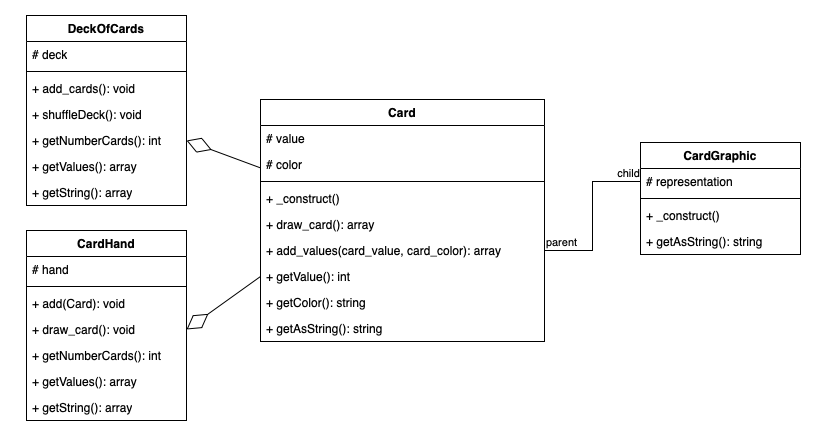 DeckOfCards
# deck
+ add_cards(): void
+ shuffleDeck(): void
+ getNumberCards(): int
+ getValues(): array
+ getString(): array
CardHand
# hand
+ add(Card): void
+ draw_card(): void
+ getNumberCards(): int
+ getValues(): array
+ getString(): array
Card
# value
# color
+ _construct()
+ draw_card(): array
+ add_values(card_value, card_color): array
+ getValue(): int
+ getColor(): string
+ getAsString(): string
parent
child
CardGraphic
# representation
+ _construct()
+ getAsString(): string